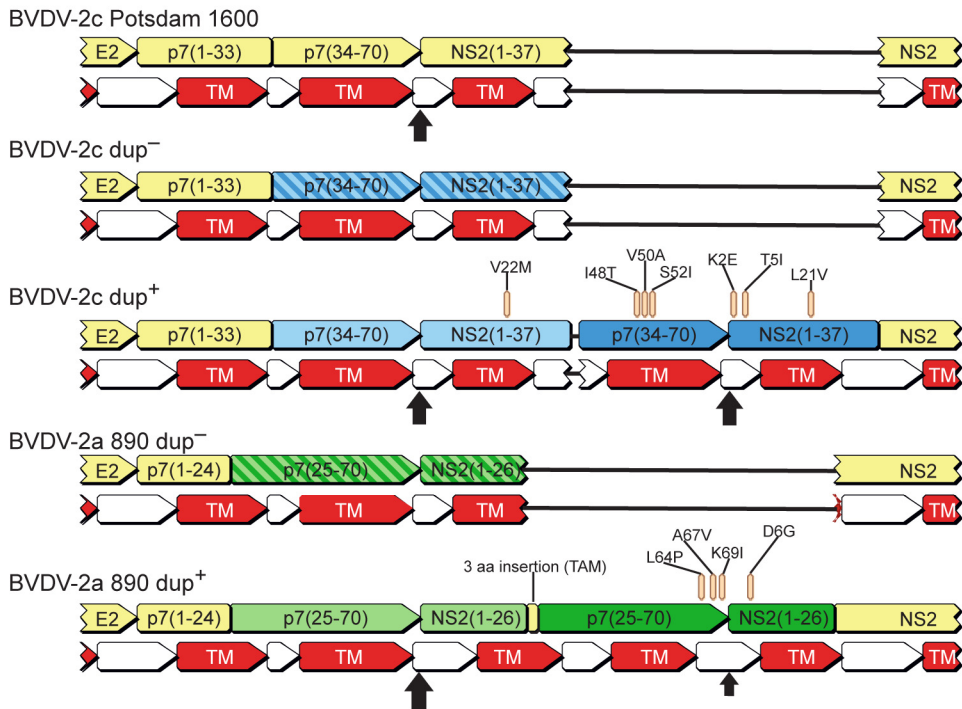 BVDV-2c Potsdam 1600
E2 p7(1-33) p7(34-70) NS2(1-37) NS2
TM TM TM TM
BVDV-2c dup⁻
E2 p7(1-33) p7(34-70) NS2(1-37) NS2
TM TM TM TM
BVDV-2c dup⁺
V22M I48T V50A S52I K2E T5I L21V
E2 p7(1-33) p7(34-70) NS2(1-37) p7(34-70) NS2(1-37) NS2
TM TM TM TM TM TM
BVDV-2a 890 dup⁻
E2 p7(1-24) p7(25-70) NS2(1-26) NS2
TM TM TM TM
BVDV-2a 890 dup⁺
3 aa insertion (TAM) L64P A67V K69I D6G
E2 p7(1-24) p7(25-70) NS2(1-26) p7(25-70) NS2(1-26) NS2
TM TM TM TM TM TM